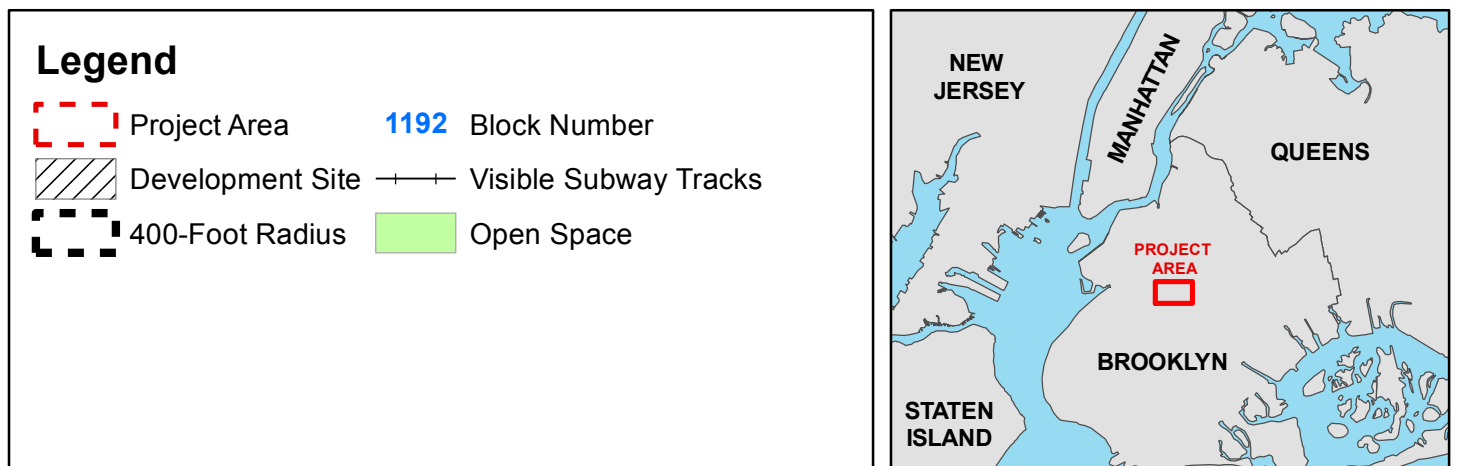 Legend
Project Area
1192 Block Number
Development Site
Visible Subway Tracks
400-Foot Radius
Open Space
NEW
JERSEY
MANHATTAN
QUEENS
PROJECT
AREA
BROOKLYN
STATEN
ISLAND